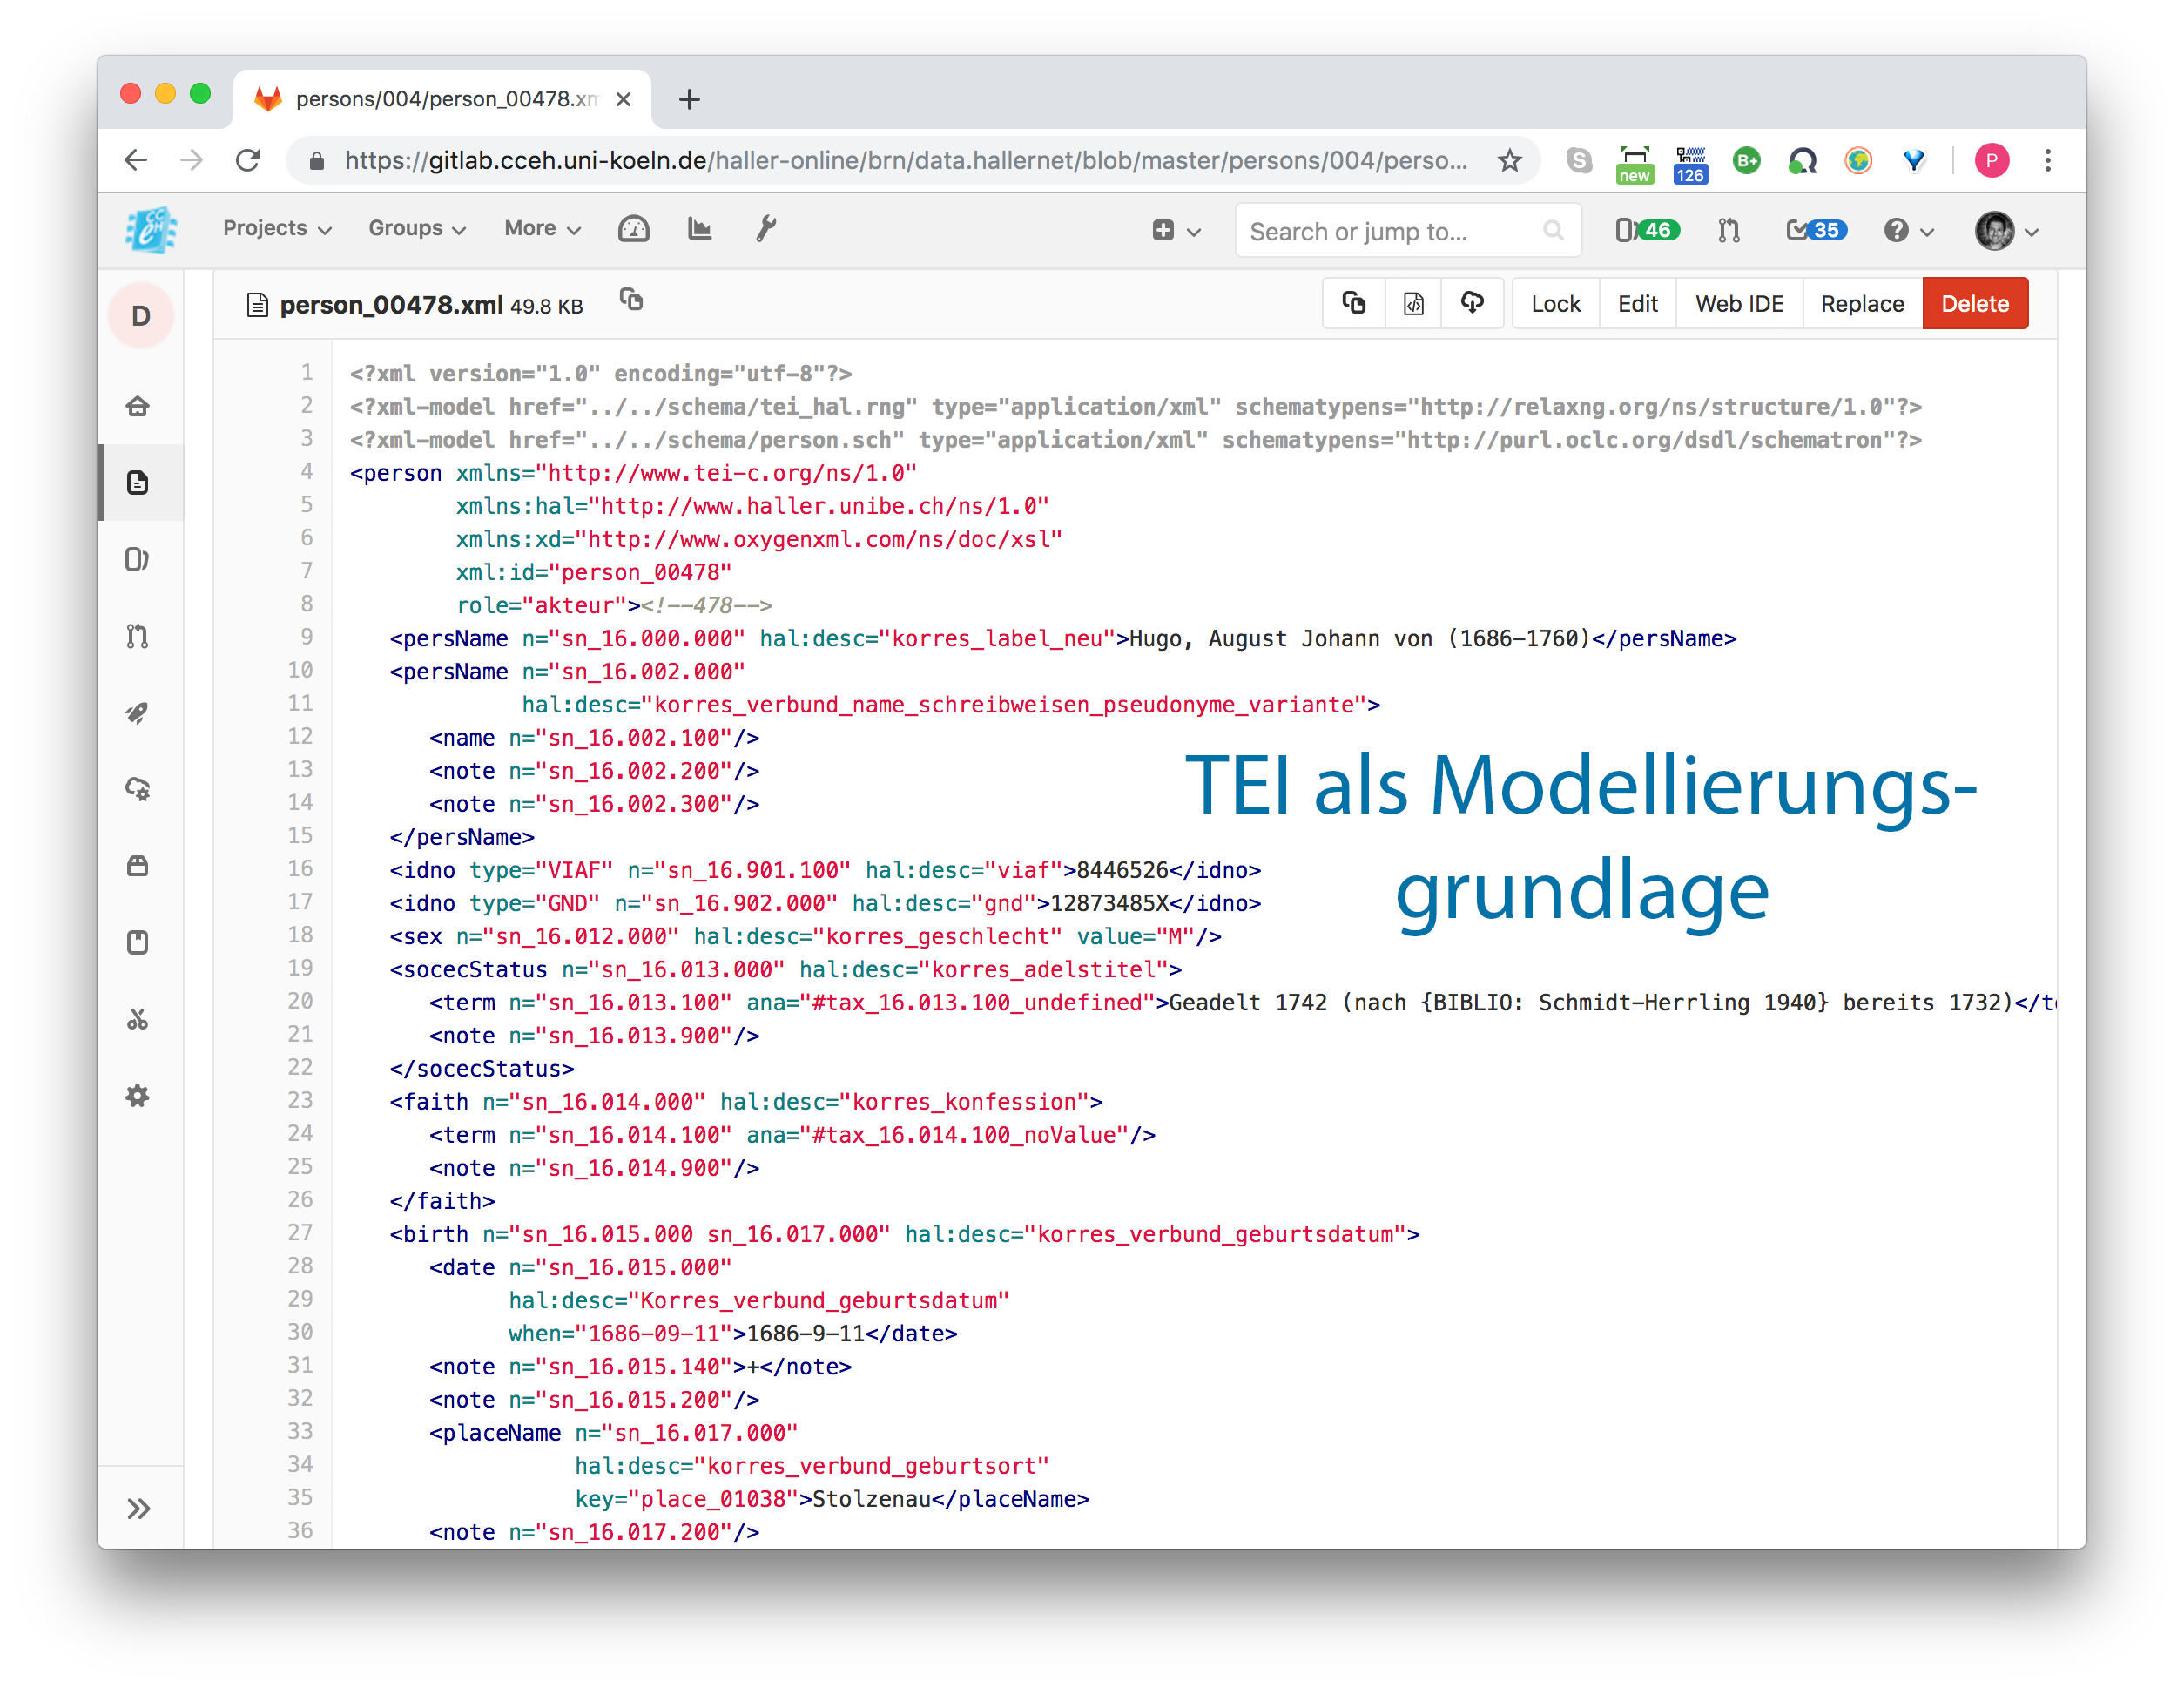 persons/004/person_00478.xm
https://gitlab.cceh.uni-koeln.de/haller-online/brn/data.hallernet/blob/master/persons/004/perso...
S new 126 B+ P
CCeH Projects Groups More Search or jump to... 46 35 ?
D
person_00478.xml 49.8 KB Lock Edit Web IDE Replace Delete
1 <?xml version="1.0" encoding="utf-8"?>
2 <?xml-model href="../../schema/tei_hal.rng" type="application/xml" schematypens="http://relaxng.org/ns/structure/1.0"?>
3 <?xml-model href="../../schema/person.sch" type="application/xml" schematypens="http://purl.oclc.org/dsdl/schematron"?>
4 <person xmlns="http://www.tei-c.org/ns/1.0"
5 xmlns:hal="http://www.haller.unibe.ch/ns/1.0"
6 xmlns:xd="http://www.oxygenxml.com/ns/doc/xsl"
7 xml:id="person_00478"
8 role="akteur"><!--478-->
9 <persName n="sn_16.000.000" hal:desc="korres_label_neu">Hugo, August Johann von (1686-1760)</persName>
10 <persName n="sn_16.002.000"
11 hal:desc="korres_verbund_name_schreibweisen_pseudonyme_variante">
12 <name n="sn_16.002.100"/>
13 <note n="sn_16.002.200"/>
14 <note n="sn_16.002.300"/>
15 </persName>
16 <idno type="VIAF" n="sn_16.901.100" hal:desc="viaf">8446526</idno>
17 <idno type="GND" n="sn_16.902.000" hal:desc="gnd">12873485X</idno>
18 <sex n="sn_16.012.000" hal:desc="korres_geschlecht" value="M"/>
19 <socecStatus n="sn_16.013.000" hal:desc="korres_adelstitel">
20 <term n="sn_16.013.100" ana="#tax_16.013.100_undefined">Geadelt 1742 (nach {BIBLIO: Schmidt-Herrling 1940} bereits 1732)</t
21 <note n="sn_16.013.900"/>
22 </socecStatus>
23 <faith n="sn_16.014.000" hal:desc="korres_konfession">
24 <term n="sn_16.014.100" ana="#tax_16.014.100_noValue"/>
25 <note n="sn_16.014.900"/>
26 </faith>
27 <birth n="sn_16.015.000 sn_16.017.000" hal:desc="korres_verbund_geburtsdatum">
28 <date n="sn_16.015.000"
29 hal:desc="Korres_verbund_geburtsdatum"
30 when="1686-09-11">1686-9-11</date>
31 <note n="sn_16.015.140">+</note>
32 <note n="sn_16.015.200"/>
33 <placeName n="sn_16.017.000"
34 hal:desc="korres_verbund_geburtsort"
35 key="place_01038">Stolzenau</placeName>
36 <note n="sn_16.017.200"/>
TEI als Modellierungs-
grundlage